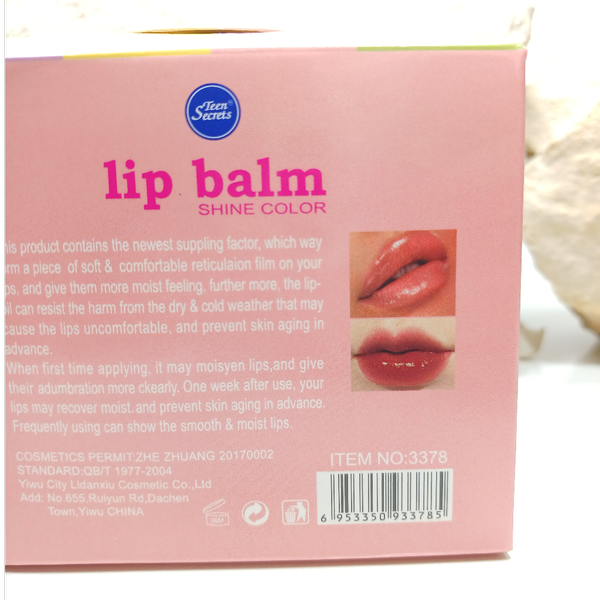 Teen®
Secrets
lip balm
SHINE COLOR
his product contains the newest suppling factor, which way
orm a piece of soft & comfortable reticulaion film on your
ps. and give them more moist feeling. further more, the lip-
oil can resist the harm from the dry & cold weather that may
cause the lips uncomfortable, and prevent skin aging in
advance.
When first time applying, it may moisyen lips,and give
their adumbration more ckearly. One week after use, your
lips may recover moist.and prevent skin aging in advance.
Frequently using can show the smooth & moist lips.
COSMETICS PERMIT:ZHE ZHUANG 20170002
STANDARD:QB/T 1977-2004
Yiwu City Lidanxiu Cosmetic Co.,Ltd
Add: No.655,Ruiyun Rd,Dachen
Town,Yiwu CHINA
ITEM NO:3378
6 953350 933785